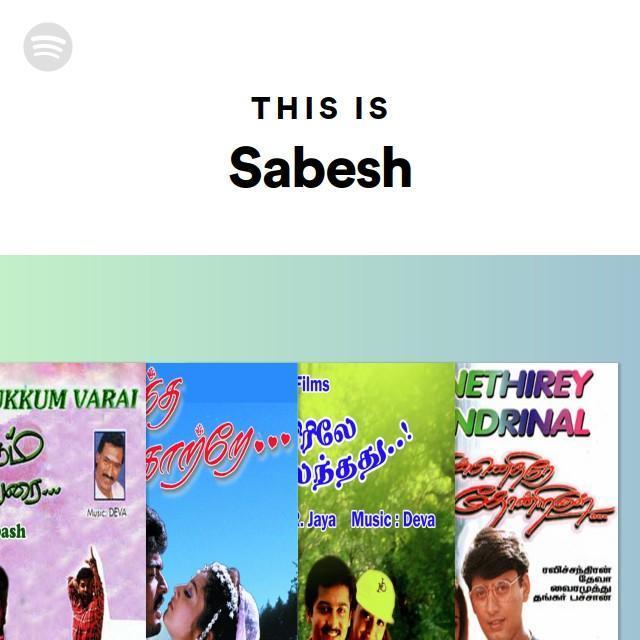 THIS IS
Sabesh
UKKUM VARAI
வரை...
Music: DEVA
ash
காற்றே...
Films
. Jaya Music : Deva
NETHIREY
NDRINAL
ரவிச்சந்திரன்
தேவா
வைரமுத்து
தங்கர் பச்சான்